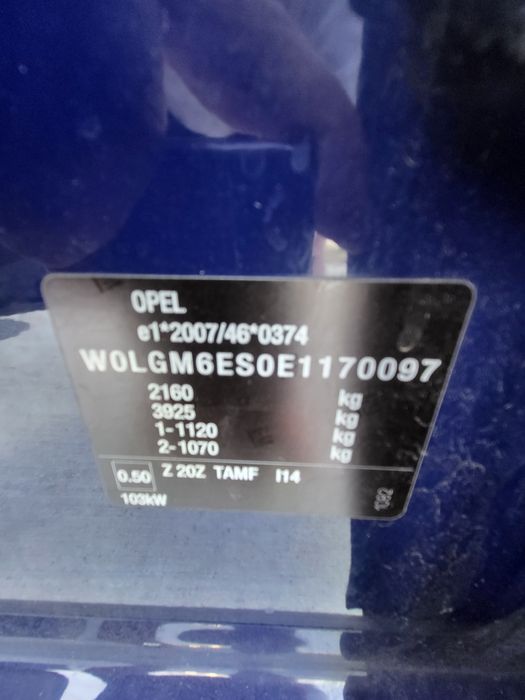 OPEL
e1*2007/46*0374
W0LGM6ES0E1170097
2160 kg
3925 kg
1-1120 kg
2-1070 kg
0.50 Z 20Z TAMF I14
103kW
1082